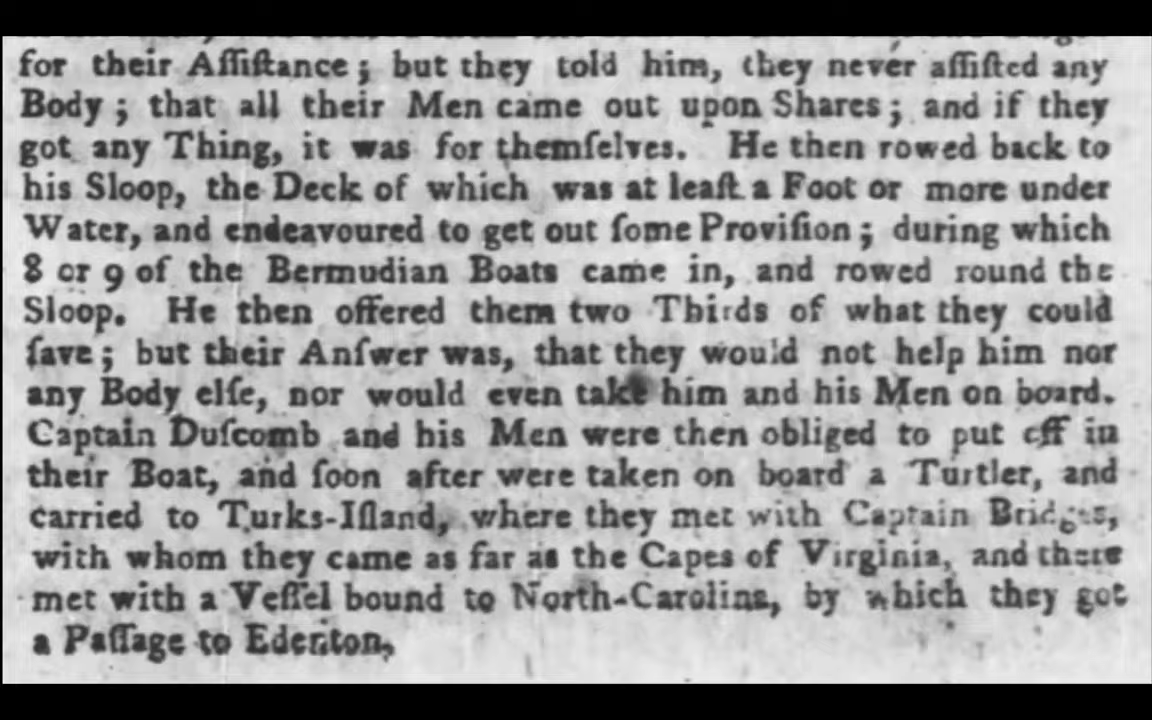 for their Aſſiſtance; but they told him, they never aſſiſted any
Body; that all their Men came out upon Shares; and if they
got any Thing, it was for themſelves. He then rowed back to
his Sloop, the Deck of which was at leaſt a Foot or more under
Water, and endeavoured to get out ſome Proviſion; during which
8 or 9 of the Bermudian Boats came in, and rowed round the
Sloop. He then offered them two Thirds of what they could
ſave; but their Anſwer was, that they would not help him nor
any Body elſe, nor would even take him and his Men on board.
Captain Duſcomb and his Men were then obliged to put off in
their Boat, and ſoon after were taken on board a Turtler, and
carried to Turks-Iſland, where they met with Captain Bridges,
with whom they came as far as the Capes of Virginia, and there
met with a Veſſel bound to North-Carolina, by which they got
a Paſſage to Edenton,